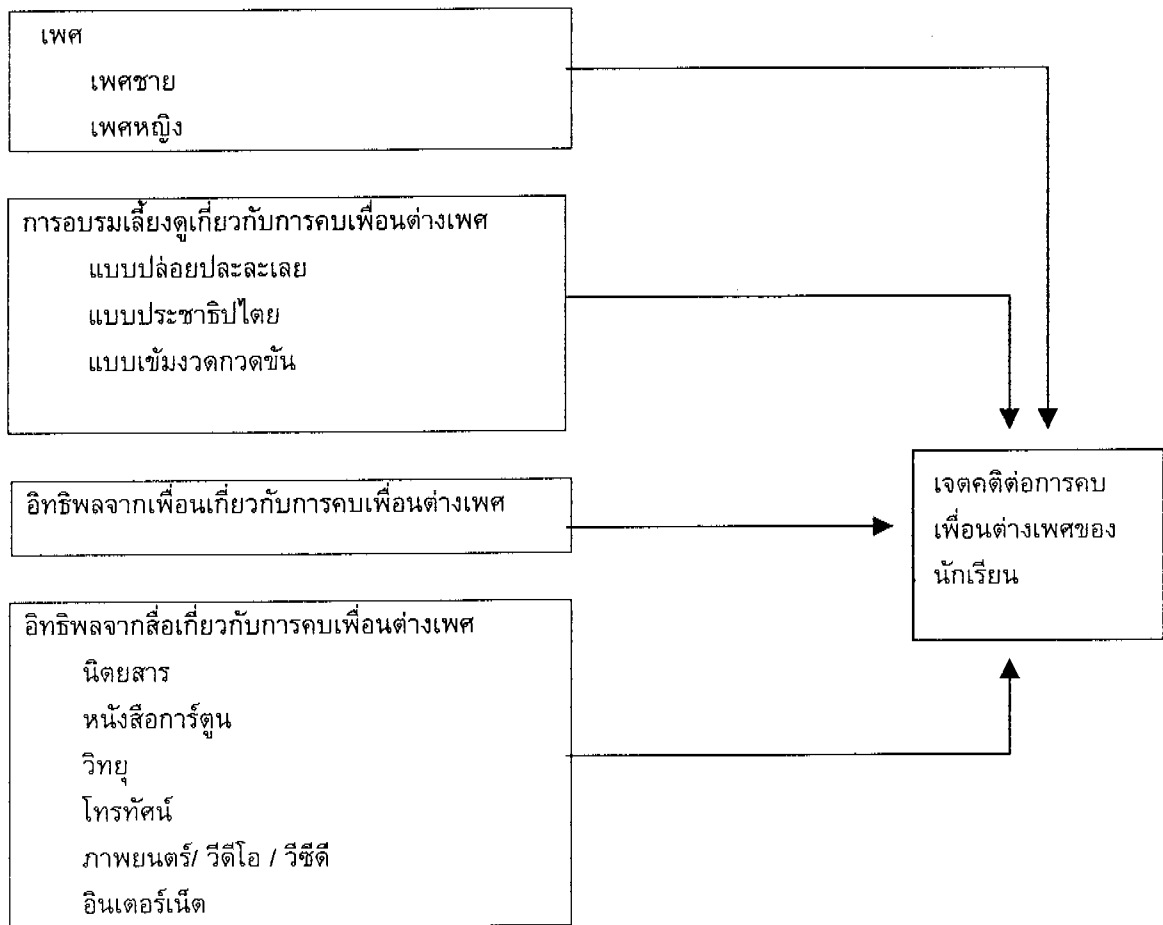 เพศ
เพศชาย
เพศหญิง
การอบรมเลี้ยงดูเกี่ยวกับการคบเพื่อนต่างเพศ
แบบปล่อยปละละเลย
แบบประชาธิปไตย
แบบเข้มงวดกวดขัน
อิทธิพลจากเพื่อนเกี่ยวกับการคบเพื่อนต่างเพศ
อิทธิพลจากสื่อเกี่ยวกับการคบเพื่อนต่างเพศ
นิตยสาร
หนังสือการ์ตูน
วิทยุ
โทรทัศน์
ภาพยนตร์/ วีดีโอ / วีซีดี
อินเตอร์เน็ต
เจตคติต่อการคบ
เพื่อนต่างเพศของ
นักเรียน